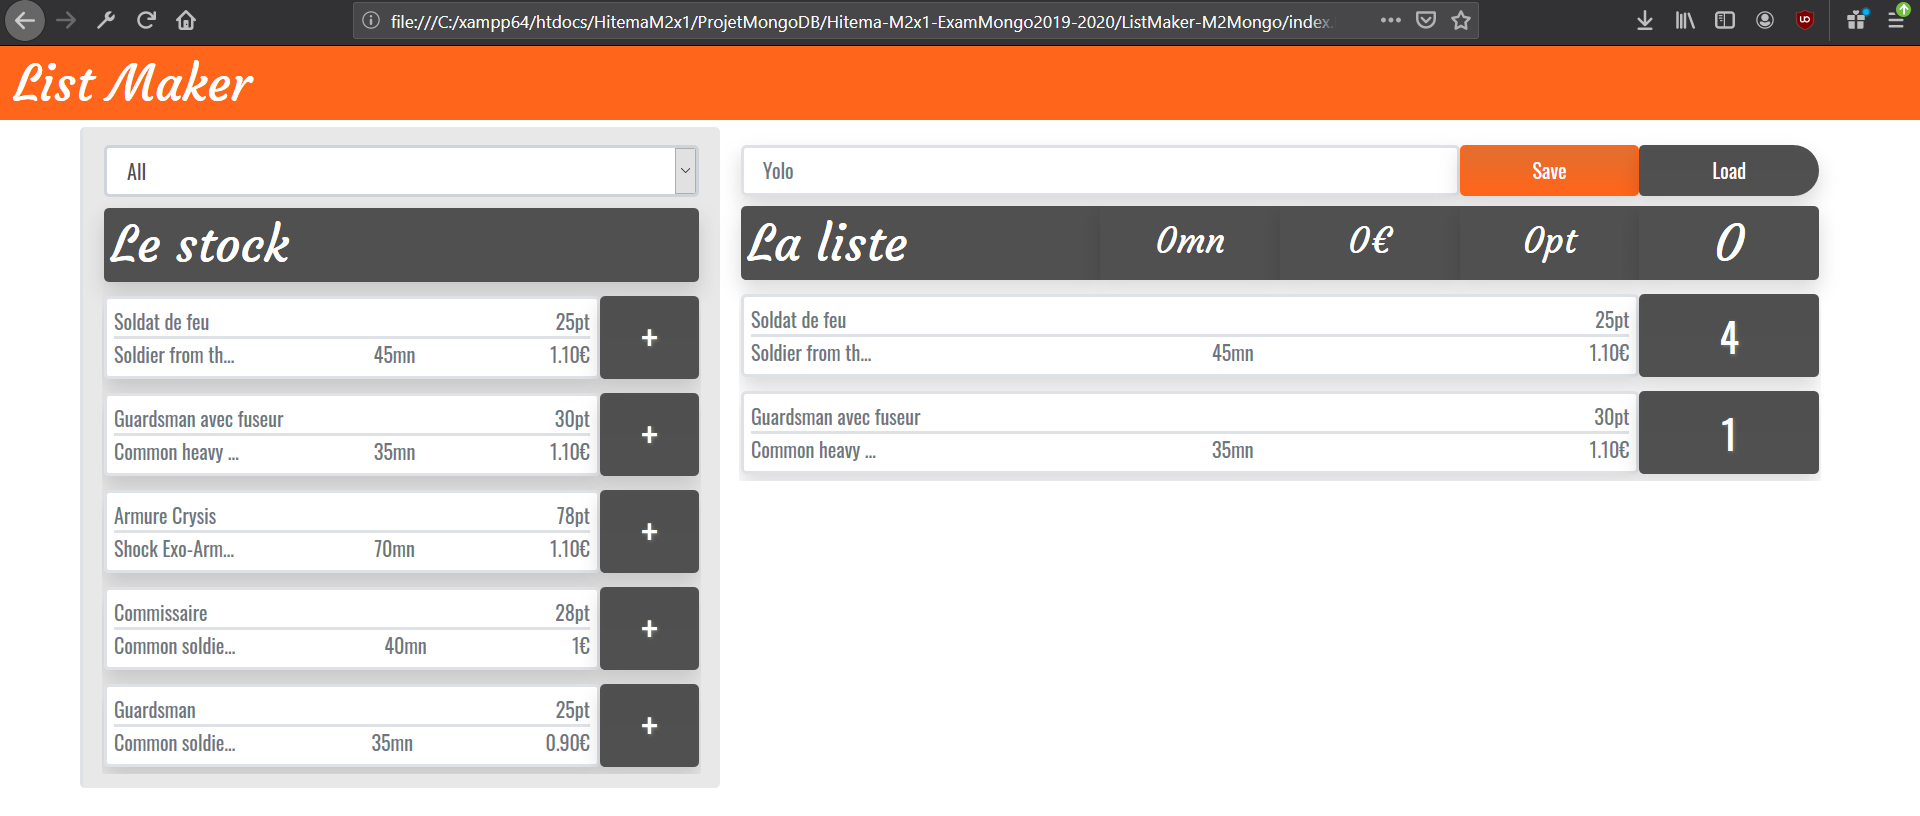 file:///C:/xampp64/htdocs/HitemaM2x1/ProjetMongoDB/Hitema-M2x1-ExamMongo2019-2020/ListMaker-M2Mongo/index.
List Maker
All
Le stock
Soldat de feu 25pt
Soldier from th... 45mn 1.10€
+
Guardsman avec fuseur 30pt
Common heavy ... 35mn 1.10€
+
Armure Crysis 78pt
Shock Exo-Arm... 70mn 1.10€
+
Commissaire 28pt
Common soldie... 40mn 1€
+
Guardsman 25pt
Common soldie... 35mn 0.90€
+
Yolo Save Load
La liste 0mn 0€ 0pt 0
Soldat de feu 25pt
Soldier from th... 45mn 1.10€
4
Guardsman avec fuseur 30pt
Common heavy ... 35mn 1.10€
1